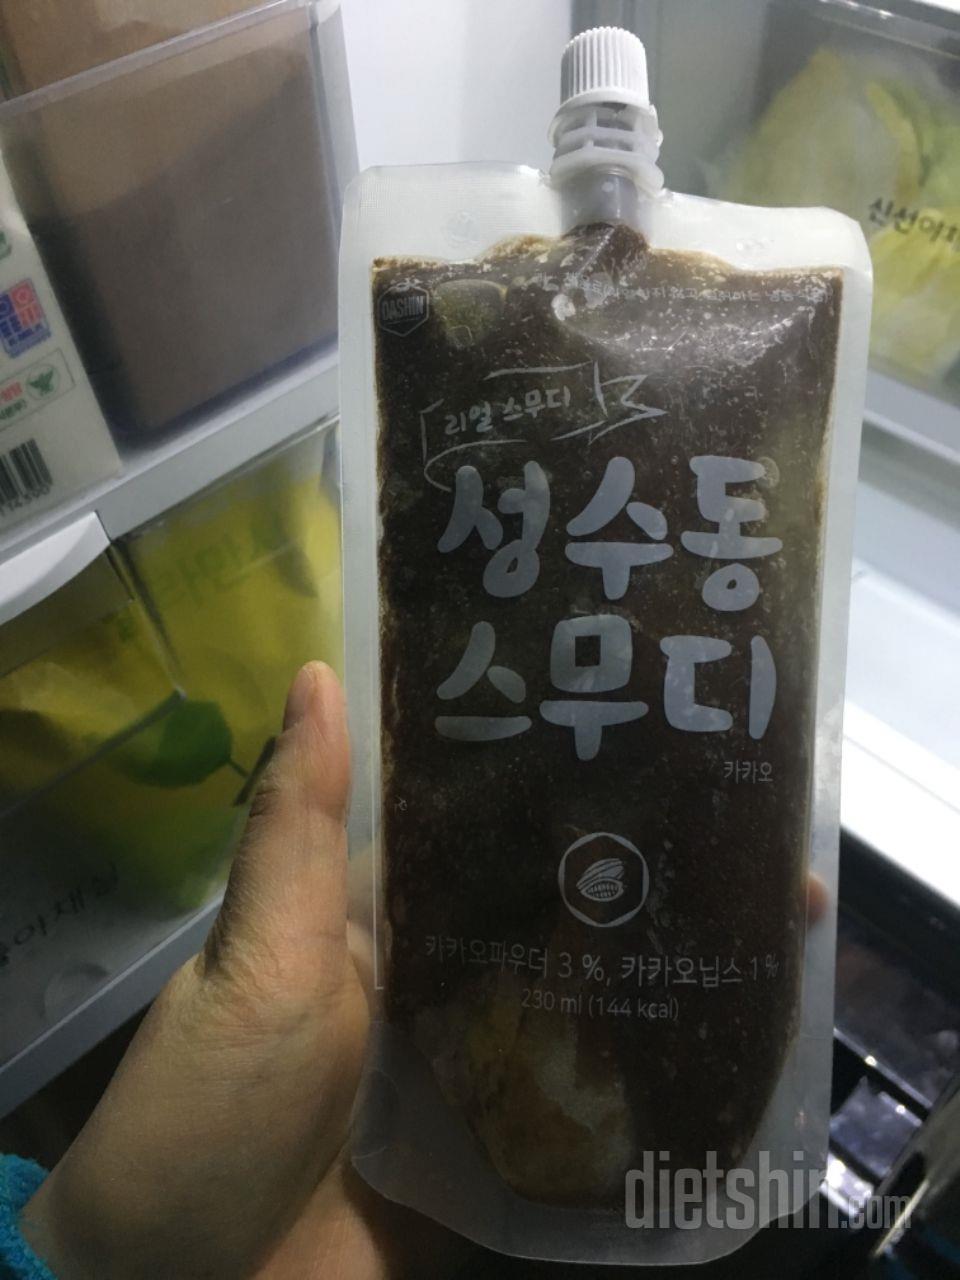 DASHIN
리얼 스무디
성수동
스무디
카카오
카카오파우더 3 %, 카카오닙스 1 %
230 ml (144 kcal)
dietshin.com